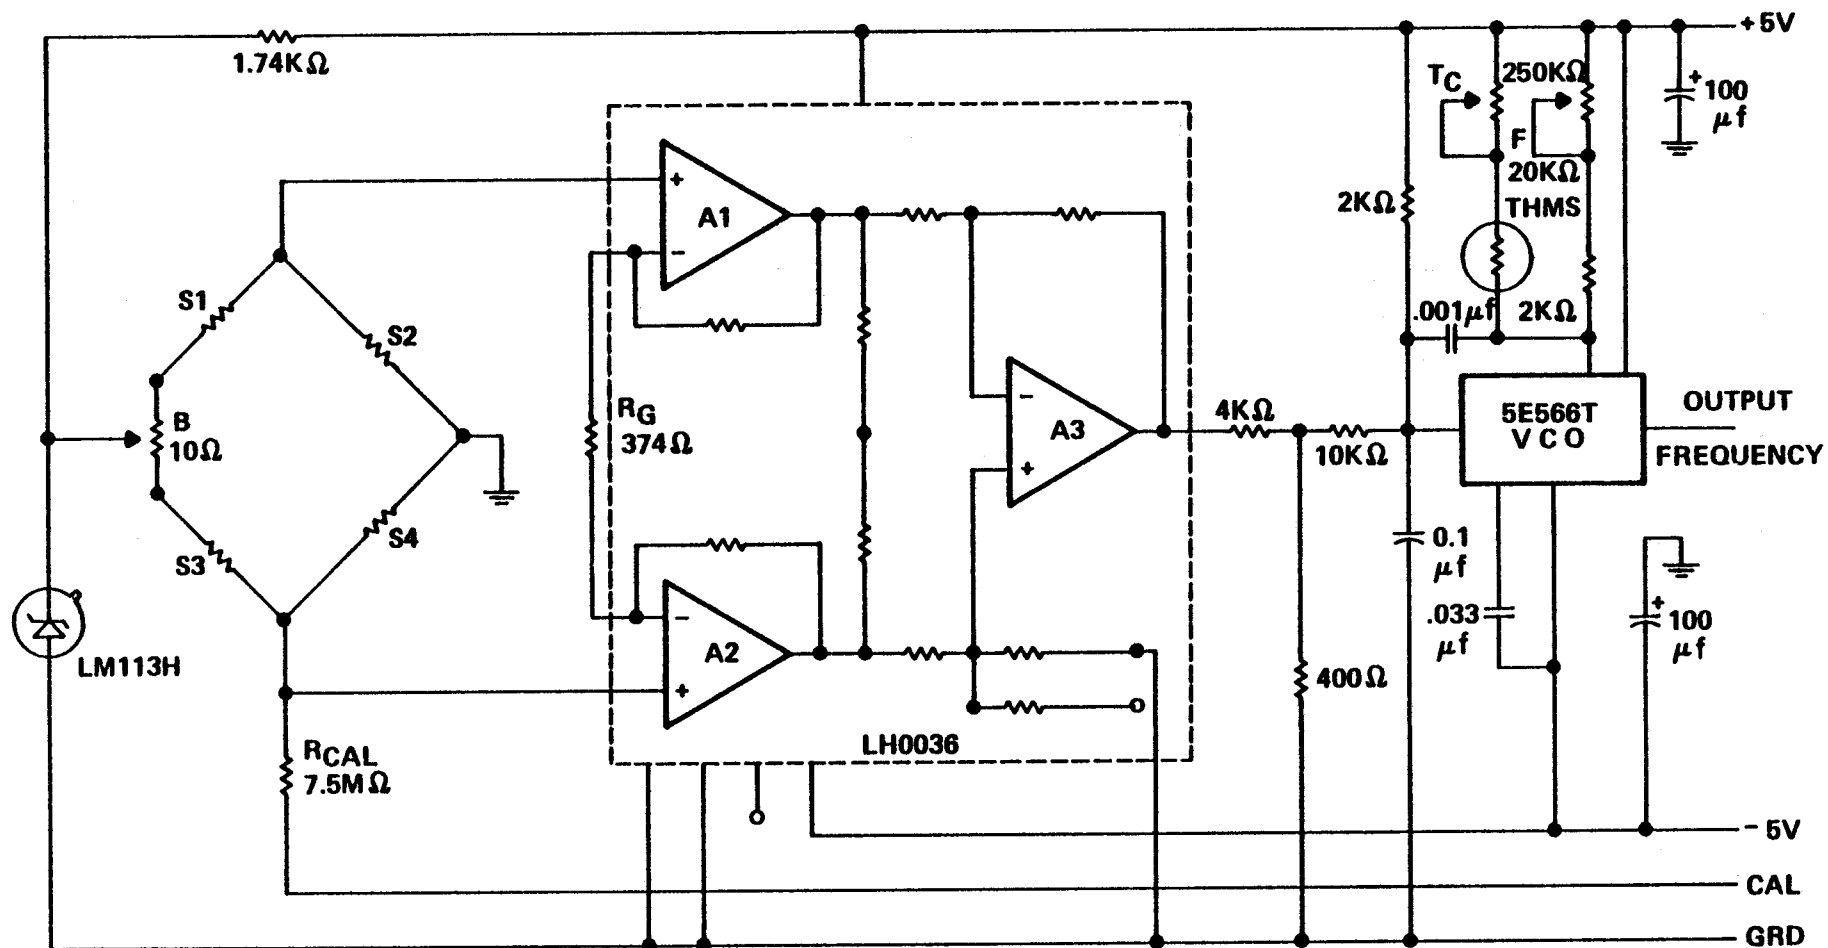 +5V
1.74KΩ
TC
250KΩ
+
100
μf
F
20KΩ
THMS
2KΩ
+
A1
-
S1
S2
.001μf
2KΩ
B
10Ω
RG
374Ω
-
A3
+
4KΩ
10KΩ
5E566T
VCO
OUTPUT
FREQUENCY
S3
S4
0.1
μf
.033
μf
+
100
μf
LM113H
-
A2
+
400Ω
RCAL
7.5MΩ
LH0036
-5V
CAL
GRD